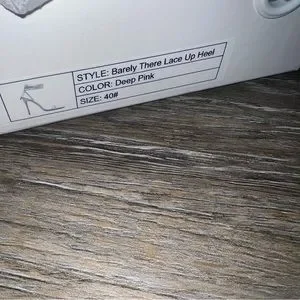 STYLE: Barely There Lace Up Heel
COLOR: Deep Pink
SIZE: 40#